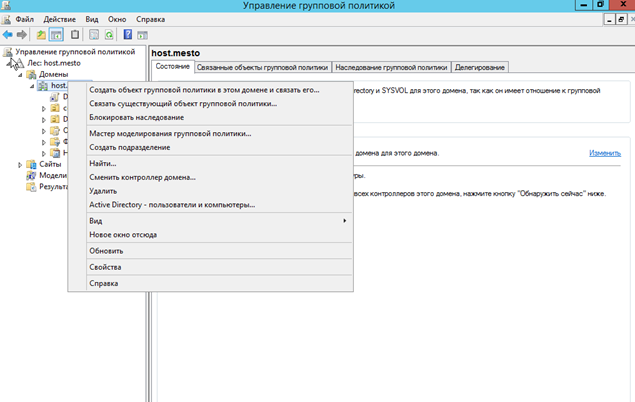 Управление групповой политикой
Файл Действие Вид Окно Справка
Управление групповой политикой
Лес: host.mesto
Домены
host.
Сайты
Модели
Результа
host.mesto
Состояние Связанные объекты групповой политики Наследование групповой политики Делегирование
irectory и SYSVOL для этого домена, так как он имеет отношение к групповой
домена для этого домена. Изменить
уры.
всех контроллеров этого домена, нажмите кнопку "Обнаружить сейчас" ниже.
Создать объект групповой политики в этом домене и связать его...
Связать существующий объект групповой политики...
Блокировать наследование
Мастер моделирования групповой политики...
Создать подразделение
Найти...
Сменить контроллер домена...
Удалить
Active Directory - пользователи и компьютеры...
Вид
Новое окно отсюда
Обновить
Свойства
Справка